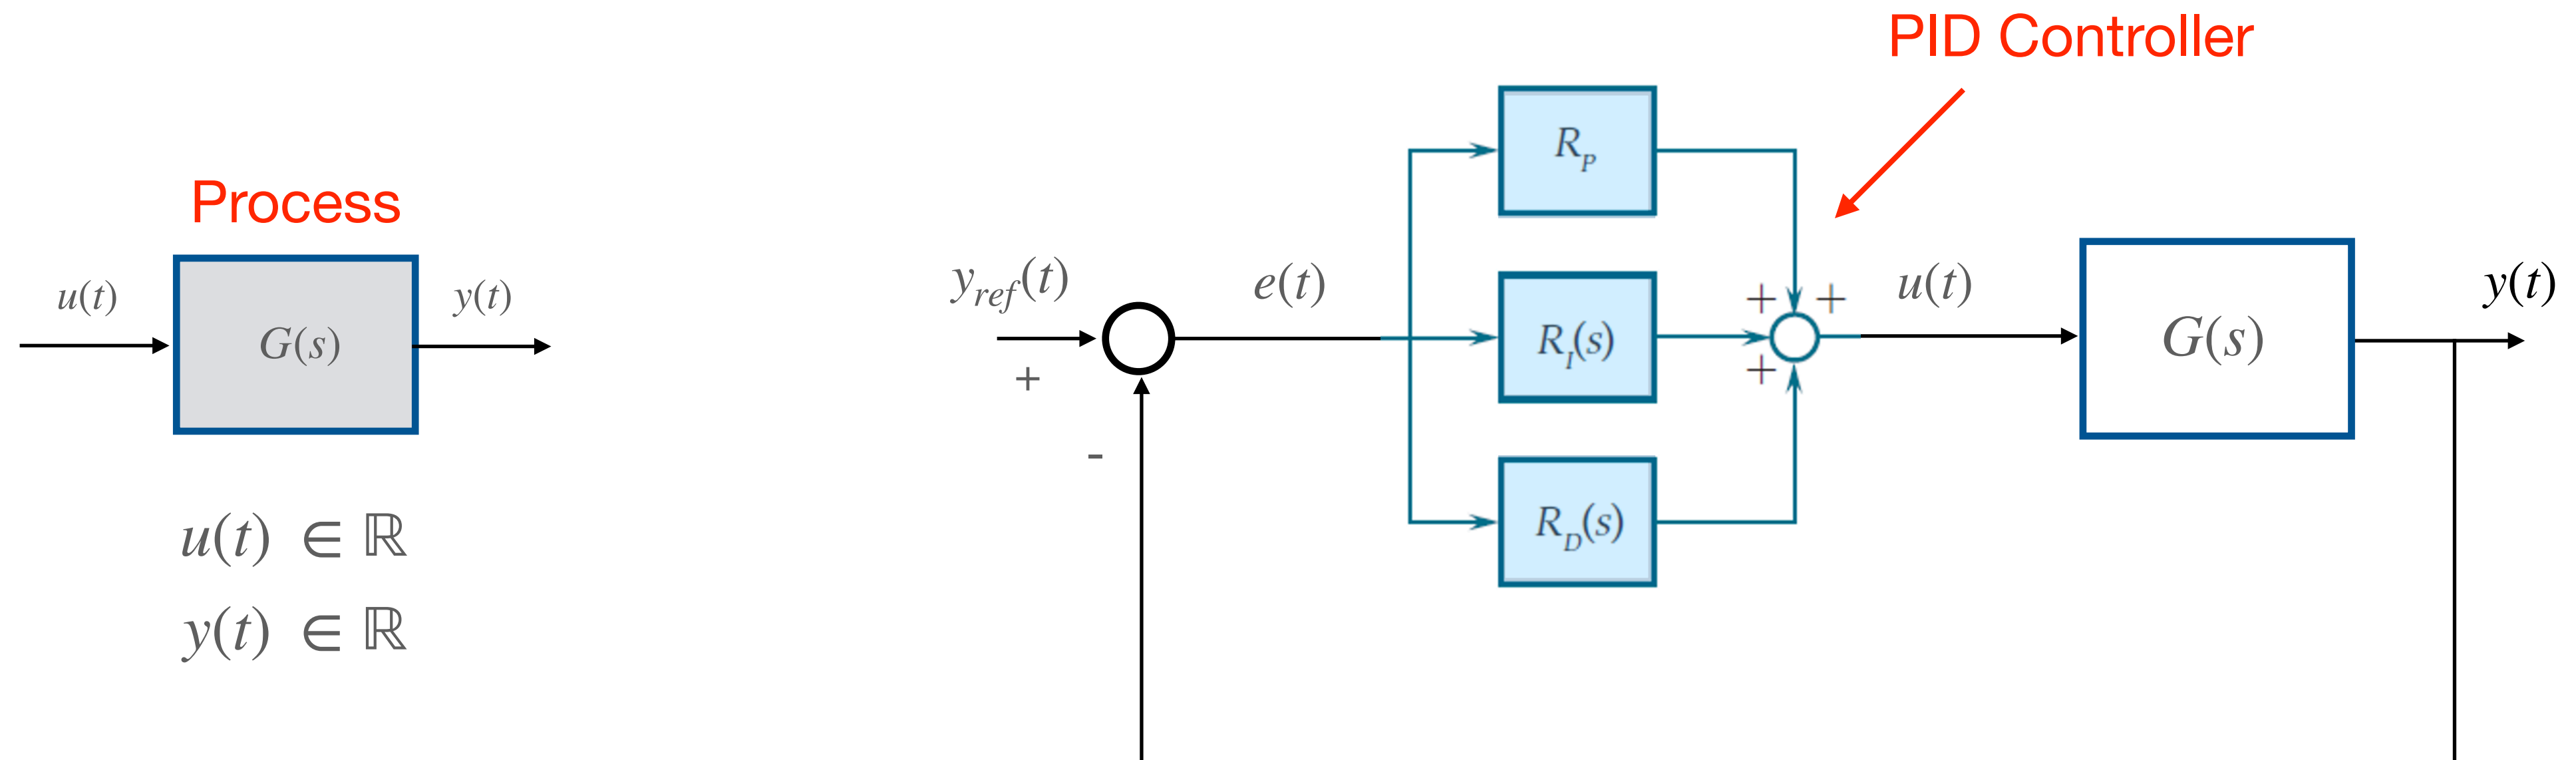 Process
u(t)
G(s)
y(t)
u(t) ∈ ℝ
y(t) ∈ ℝ
PID Controller
y_ref(t)
+
-
e(t)
R_P
R_I(s)
R_D(s)
+ +
+
u(t)
G(s)
y(t)